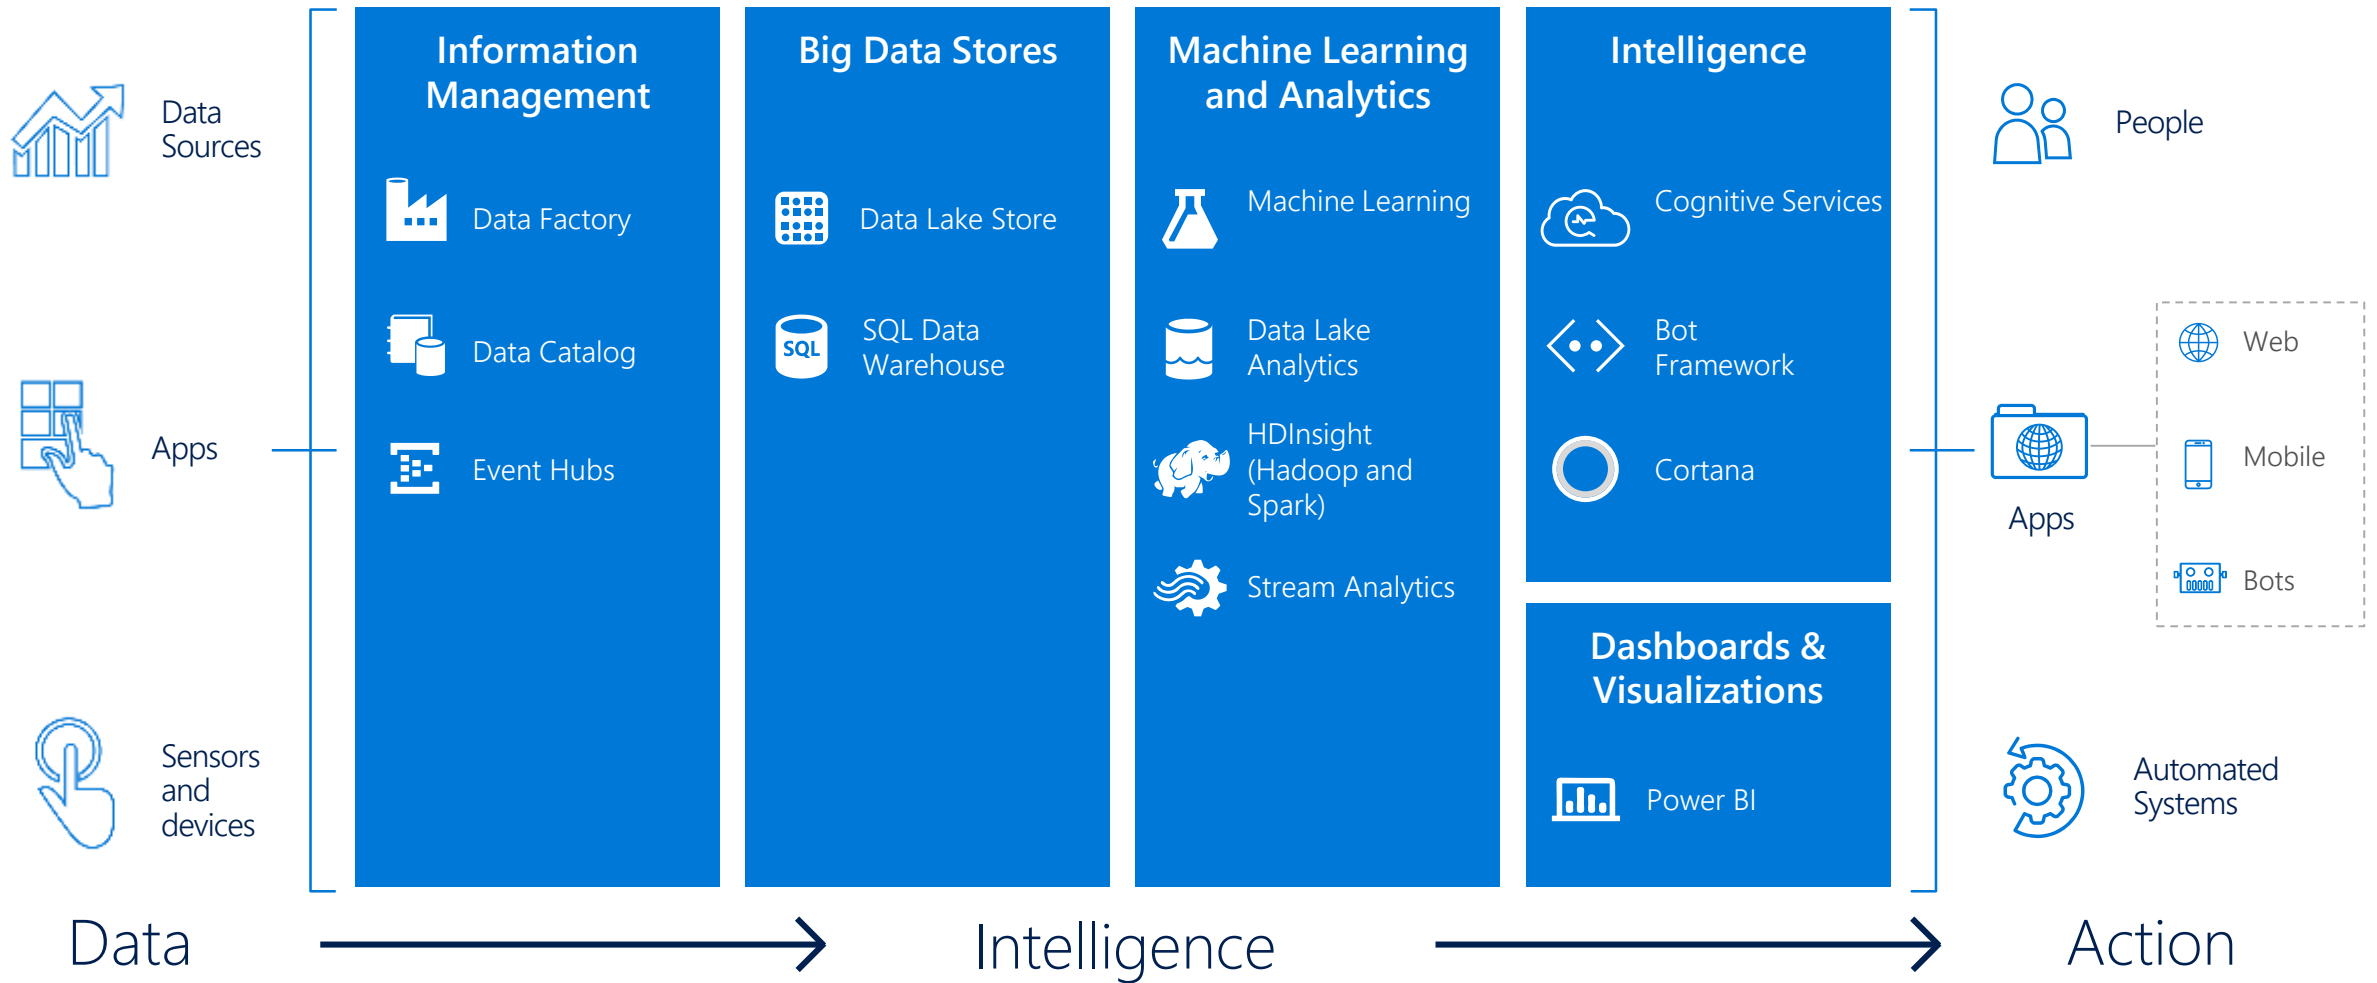 Data
Sources
Apps
Sensors
and
devices
Information
Management
Data Factory
Data Catalog
Event Hubs
Big Data Stores
Data Lake Store
SQL
SQL Data
Warehouse
Machine Learning
and Analytics
Machine Learning
Data Lake
Analytics
HDInsight
(Hadoop and
Spark)
Stream Analytics
Intelligence
Cognitive Services
Bot
Framework
Cortana
Dashboards &
Visualizations
Power BI
People
Apps
Web
Mobile
Bots
Automated
Systems
Data
Intelligence
Action